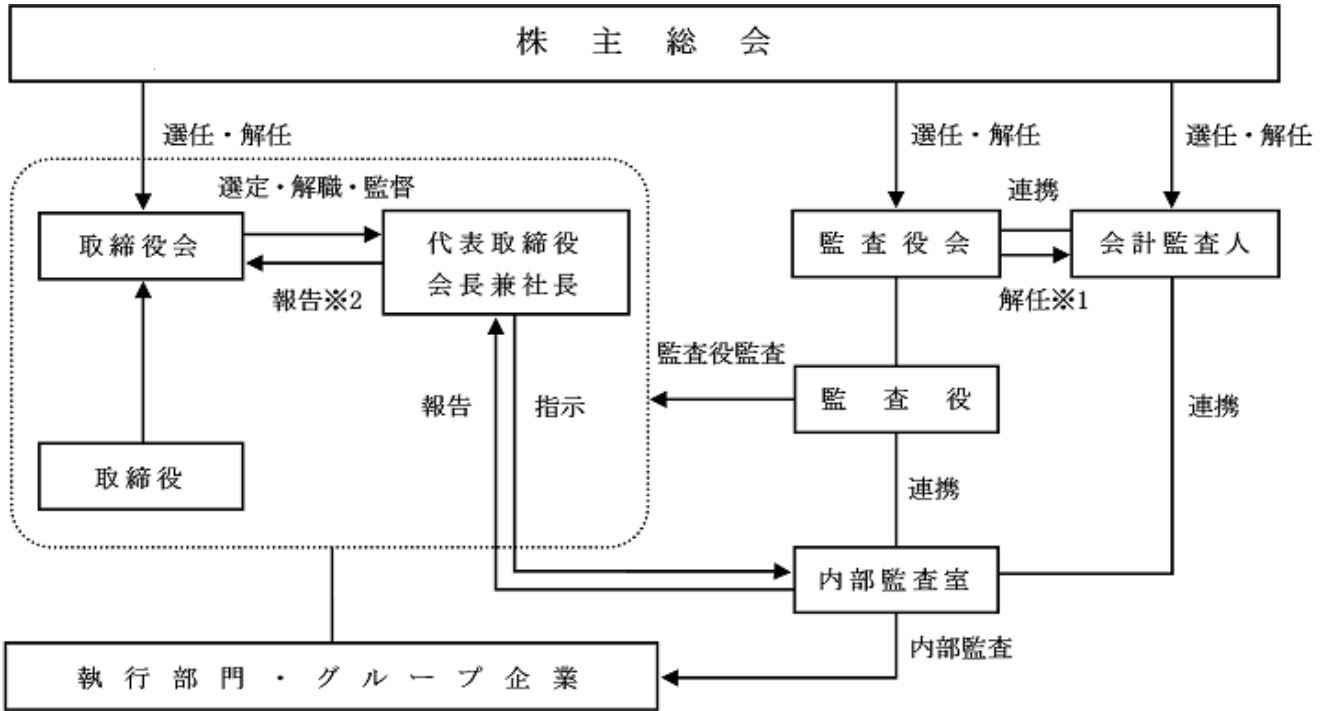 株主総会
選任・解任
選任・解任
選任・解任
選定・解職・監督
連携
取締役会
代表取締役
会長兼社長
監査役会
会計監査人
報告※2
解任※1
監査役監査
報告
指示
監査役
連携
取締役
連携
内部監査室
内部監査
執行部門・グループ企業